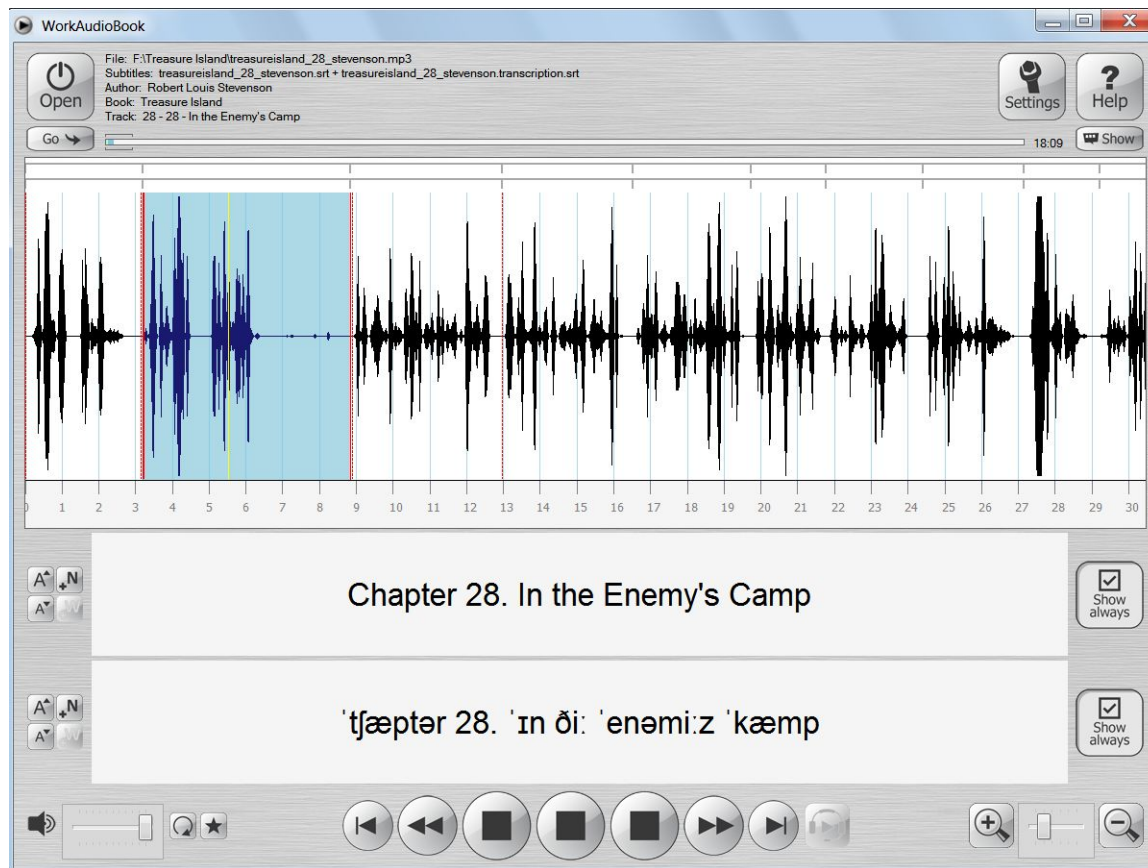 WorkAudioBook
File: F:\Treasure Island\treasureisland_28_stevenson.mp3
Subtitles: treasureisland_28_stevenson.srt + treasureisland_28_stevenson.transcription.srt
Author: Robert Louis Stevenson
Book: Treasure Island
Track: 28 - 28 - In the Enemy's Camp
Open
Settings
? Help
Go
18:09
Show
0 1 2 3 4 5 6 7 8 9 10 11 12 13 14 15 16 17 18 19 20 21 22 23 24 25 26 27 28 29 30
A +N
A W
Chapter 28. In the Enemy's Camp
Show always
A +N
A W
ˈtʃæptər 28. ˈɪn ðiː ˈenəmiːz ˈkæmp
Show always